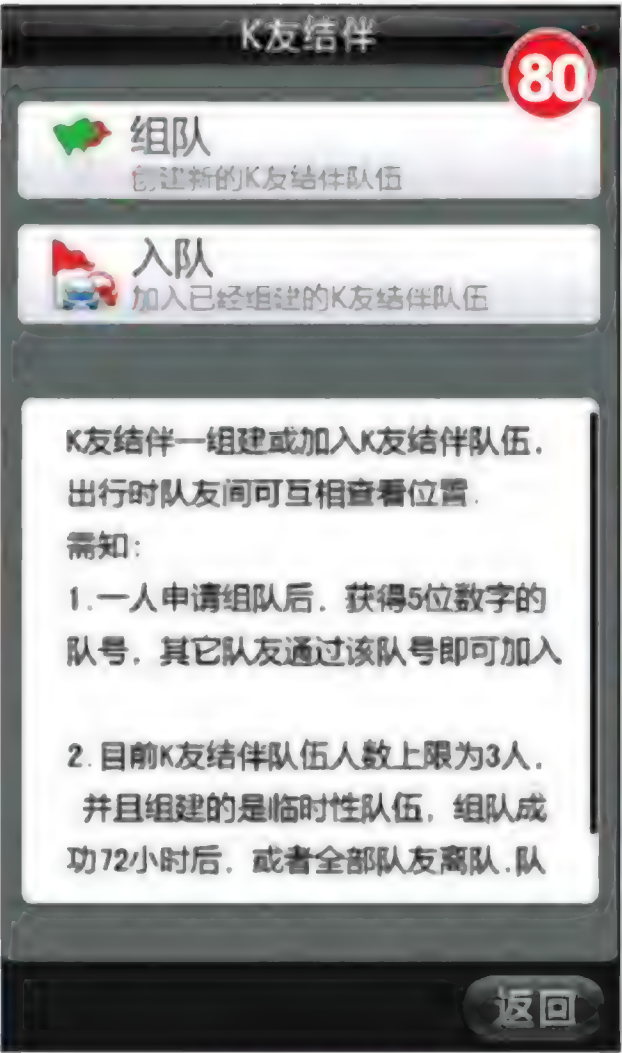 K友结伴
80
组队
创建新的K友结伴队伍
入队
加入已经组建的K友结伴队伍
K友结伴—组建或加入K友结伴队伍,
出行时队友间可互相查看位置.
需知:
1.一人申请组队后, 获得5位数字的
队号, 其它队友通过该队号即可加入
2.目前K友结伴队伍人数上限为3人,
并且组建的是临时性队伍, 组队成
功72小时后, 或者全部队友离队,队
返回